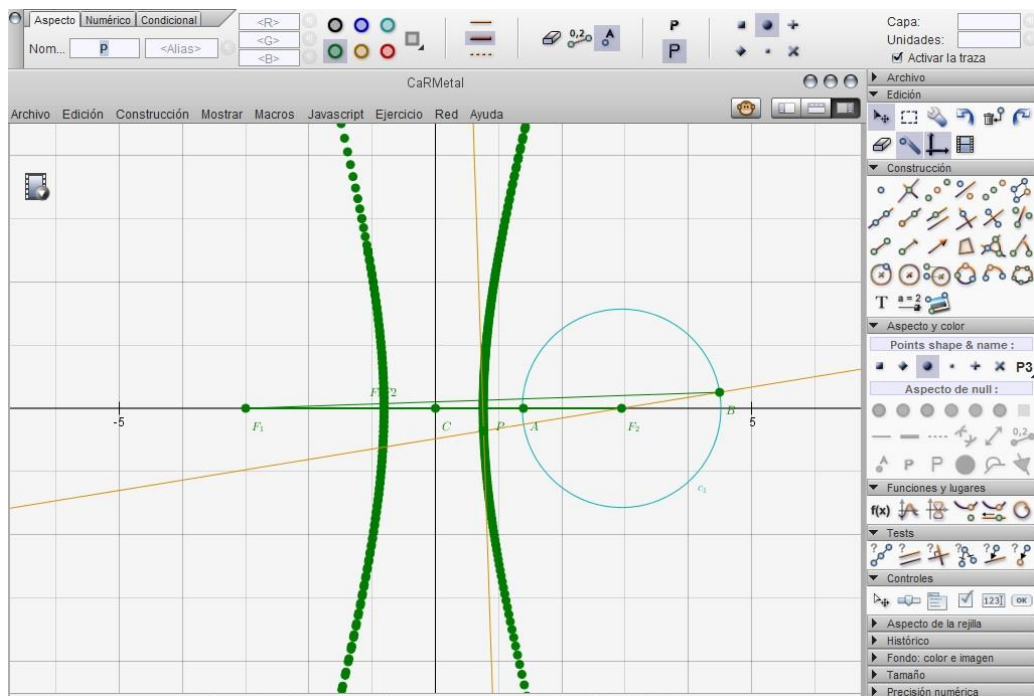 Aspecto Numérico Condicional
Nom... P <Alias>
<R>
<G>
<B>
0,2 A
P
P
Capa:
Unidades:
Activar la traza
CaRMetal
Archivo Edición Construcción Mostrar Macros Javascript Ejercicio Red Ayuda
-5
5
F₁
C
P
A
F₂
B
c₁
Archivo
Edición
Construcción
T a = 2
Aspecto y color
Points shape & name :
P3
Aspecto de null :
0,2
A P P
Funciones y lugares
f(x)
Tests
Controles
123 OK
Aspecto de la rejilla
Histórico
Fondo: color e imagen
Tamaño
Precisión numérica